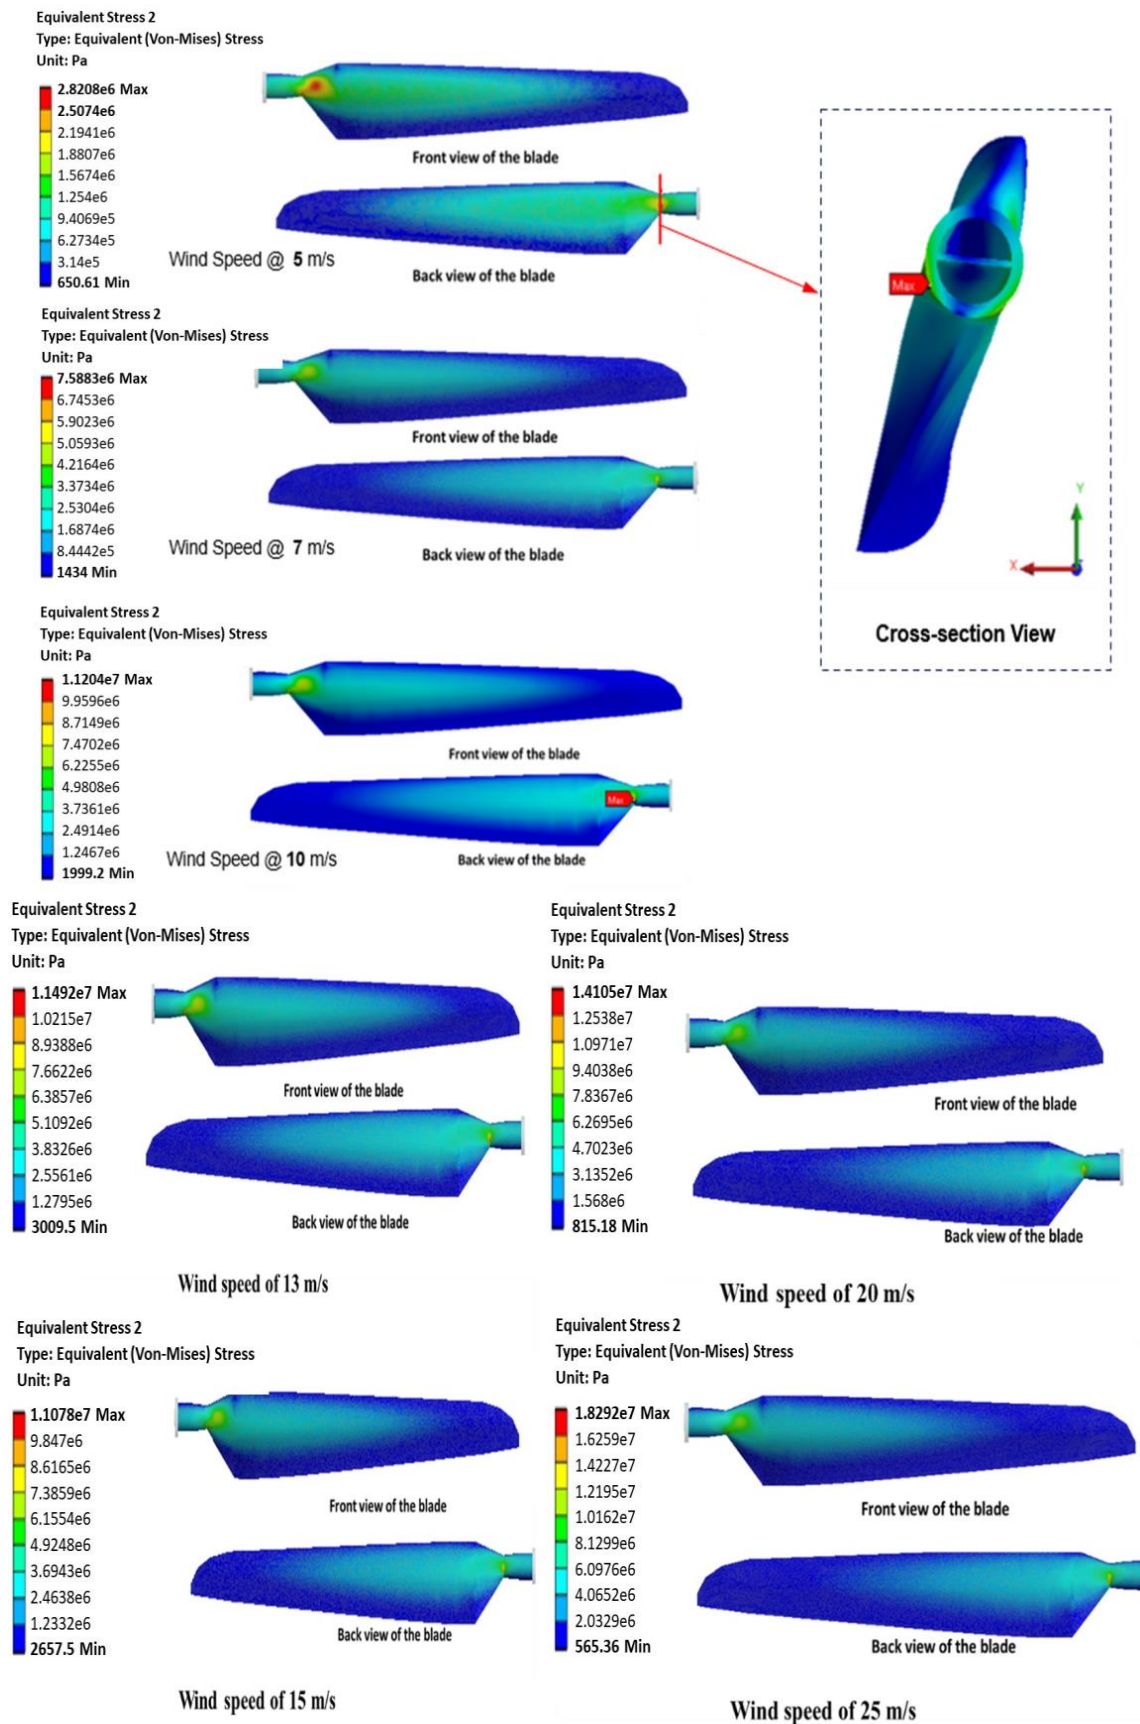 Equivalent Stress 2
Type: Equivalent (Von-Mises) Stress
Unit: Pa
2.8208e6 Max
2.5074e6
2.1941e6
1.8807e6
1.5674e6
1.254e6
9.4069e5
6.2734e5
3.14e5
650.61 Min
Front view of the blade
Back view of the blade
Wind Speed @ 5 m/s
Max
Y
X
Cross-section View
Equivalent Stress 2
Type: Equivalent (Von-Mises) Stress
Unit: Pa
7.5883e6 Max
6.7453e6
5.9023e6
5.0593e6
4.2164e6
3.3734e6
2.5304e6
1.6874e6
8.4442e5
1434 Min
Front view of the blade
Back view of the blade
Wind Speed @ 7 m/s
Equivalent Stress 2
Type: Equivalent (Von-Mises) Stress
Unit: Pa
1.1204e7 Max
9.9596e6
8.7149e6
7.4702e6
6.2255e6
4.9808e6
3.7361e6
2.4914e6
1.2467e6
1999.2 Min
Front view of the blade
Max
Back view of the blade
Wind Speed @ 10 m/s
Equivalent Stress 2
Type: Equivalent (Von-Mises) Stress
Unit: Pa
1.1492e7 Max
1.0215e7
8.9388e6
7.6622e6
6.3857e6
5.1092e6
3.8326e6
2.5561e6
1.2795e6
3009.5 Min
Front view of the blade
Back view of the blade
Wind speed of 13 m/s
Equivalent Stress 2
Type: Equivalent (Von-Mises) Stress
Unit: Pa
1.4105e7 Max
1.2538e7
1.0971e7
9.4038e6
7.8367e6
6.2695e6
4.7023e6
3.1352e6
1.568e6
815.18 Min
Front view of the blade
Back view of the blade
Wind speed of 20 m/s
Equivalent Stress 2
Type: Equivalent (Von-Mises) Stress
Unit: Pa
1.1078e7 Max
9.847e6
8.6165e6
7.3859e6
6.1554e6
4.9248e6
3.6943e6
2.4638e6
1.2332e6
2657.5 Min
Front view of the blade
Back view of the blade
Wind speed of 15 m/s
Equivalent Stress 2
Type: Equivalent (Von-Mises) Stress
Unit: Pa
1.8292e7 Max
1.6259e7
1.4227e7
1.2195e7
1.0162e7
8.1299e6
6.0976e6
4.0652e6
2.0329e6
565.36 Min
Front view of the blade
Back view of the blade
Wind speed of 25 m/s